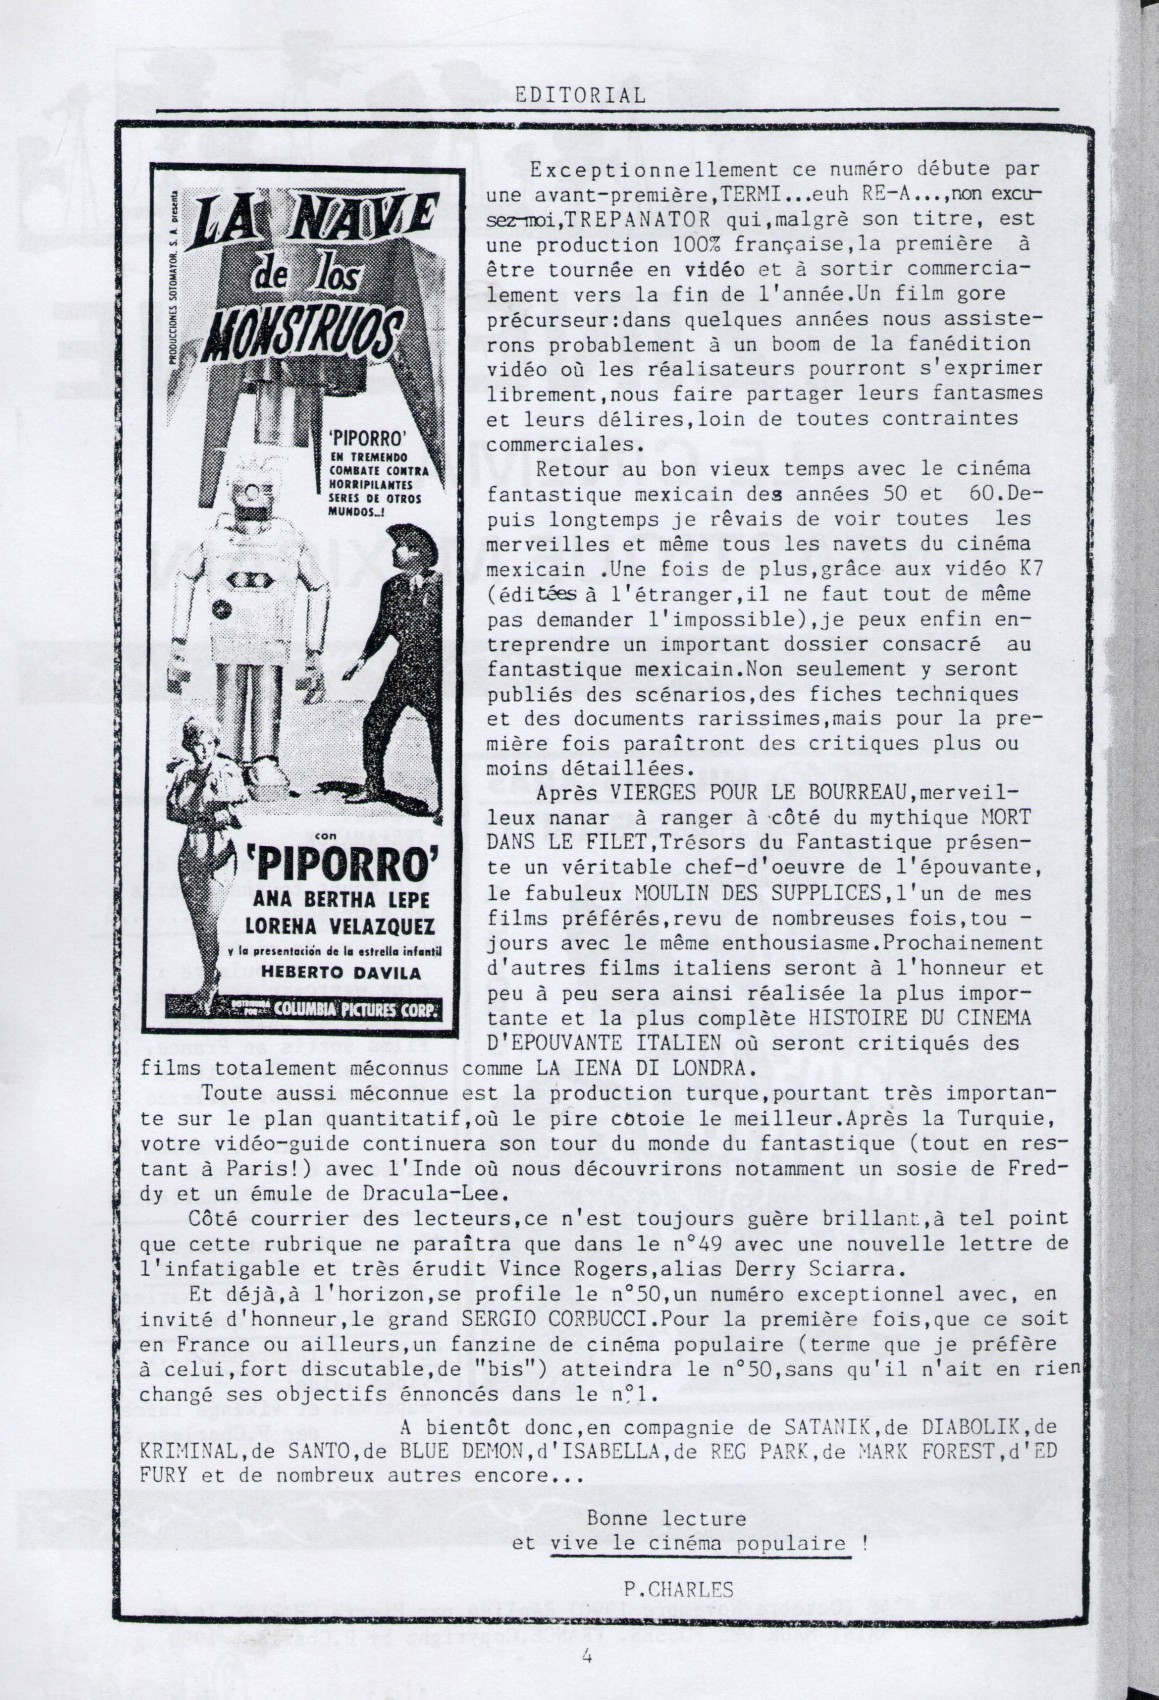 EDITORIAL
PRODUCCIONES SOTOMAYOR, S. A. presenta
LA NAVE
de los
MONSTRUOS
'PIPORRO'
EN TREMENDO
COMBATE CONTRA
HORRIPILANTES
SERES DE OTROS
MUNDOS..!
con
'PIPORRO'
ANA BERTHA LEPE
LORENA VELAZQUEZ
y la presentación de la estrella infantil
HEBERTO DAVILA
DISTRIBUIDA
POR
COLUMBIA PICTURES CORP.
Exceptionnellement ce numéro débute par
une avant-première,TERMI...euh RE-A...,non excu-
sez-moi,TREPANATOR qui,malgrè son titre, est
une production 100% française,la première à
être tournée en vidéo et à sortir commercia-
lement vers la fin de l'année.Un film gore
précurseur:dans quelques années nous assiste-
rons probablement à un boom de la fanédition
vidéo où les réalisateurs pourront s'exprimer
librement,nous faire partager leurs fantasmes
et leurs délires,loin de toutes contraintes
commerciales.
Retour au bon vieux temps avec le cinéma
fantastique mexicain des années 50 et 60.De-
puis longtemps je rêvais de voir toutes les
merveilles et même tous les navets du cinéma
mexicain .Une fois de plus,grâce aux vidéo K7
(éditées à l'étranger,il ne faut tout de même
pas demander l'impossible),je peux enfin en-
treprendre un important dossier consacré au
fantastique mexicain.Non seulement y seront
publiés des scénarios,des fiches techniques
et des documents rarissimes,mais pour la pre-
mière fois paraîtront des critiques plus ou
moins détaillées.
Après VIERGES POUR LE BOURREAU,merveil-
leux nanar à ranger à côté du mythique MORT
DANS LE FILET,Trésors du Fantastique présen-
te un véritable chef-d'oeuvre de l'épouvante,
le fabuleux MOULIN DES SUPPLICES,l'un de mes
films préférés,revu de nombreuses fois,tou -
jours avec le même enthousiasme.Prochainement
d'autres films italiens seront à l'honneur et
peu à peu sera ainsi réalisée la plus impor-
tante et la plus complète HISTOIRE DU CINEMA
D'EPOUVANTE ITALIEN où seront critiqués des
films totalement méconnus comme LA IENA DI LONDRA.
Toute aussi méconnue est la production turque,pourtant très importan-
te sur le plan quantitatif,où le pire côtoie le meilleur.Après la Turquie,
votre vidéo-guide continuera son tour du monde du fantastique (tout en res-
tant à Paris!) avec l'Inde où nous découvrirons notamment un sosie de Fred-
dy et un émule de Dracula-Lee.
Côté courrier des lecteurs,ce n'est toujours guère brillant,à tel point
que cette rubrique ne paraîtra que dans le n°49 avec une nouvelle lettre de
l'infatigable et très érudit Vince Rogers,alias Derry Sciarra.
Et déjà,à l'horizon,se profile le n°50,un numéro exceptionnel avec, en
invité d'honneur,le grand SERGIO CORBUCCI.Pour la première fois,que ce soit
en France ou ailleurs,un fanzine de cinéma populaire (terme que je préfère
à celui,fort discutable,de "bis") atteindra le n°50,sans qu'il n'ait en rien
changé ses objectifs énnoncés dans le n°1.
A bientôt donc,en compagnie de SATANIK,de DIABOLIK,de
KRIMINAL,de SANTO,de BLUE DEMON,d'ISABELLA,de REG PARK,de MARK FOREST,d'ED
FURY et de nombreux autres encore...
Bonne lecture
et vive le cinéma populaire !
P.CHARLES
4